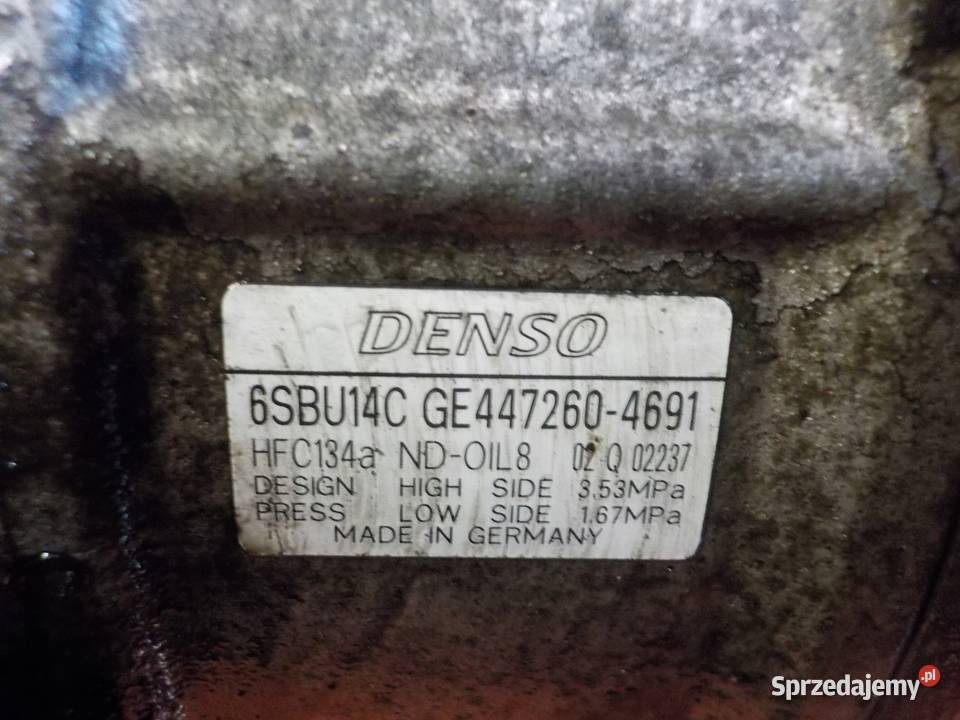 DENSO
6SBU14C GE447260-4691
HFC134a ND-OIL8 02 Q 02237
DESIGN HIGH SIDE 3.53MPa
PRESS LOW SIDE 1.67MPa
MADE IN GERMANY
Sprzedajemy.pl